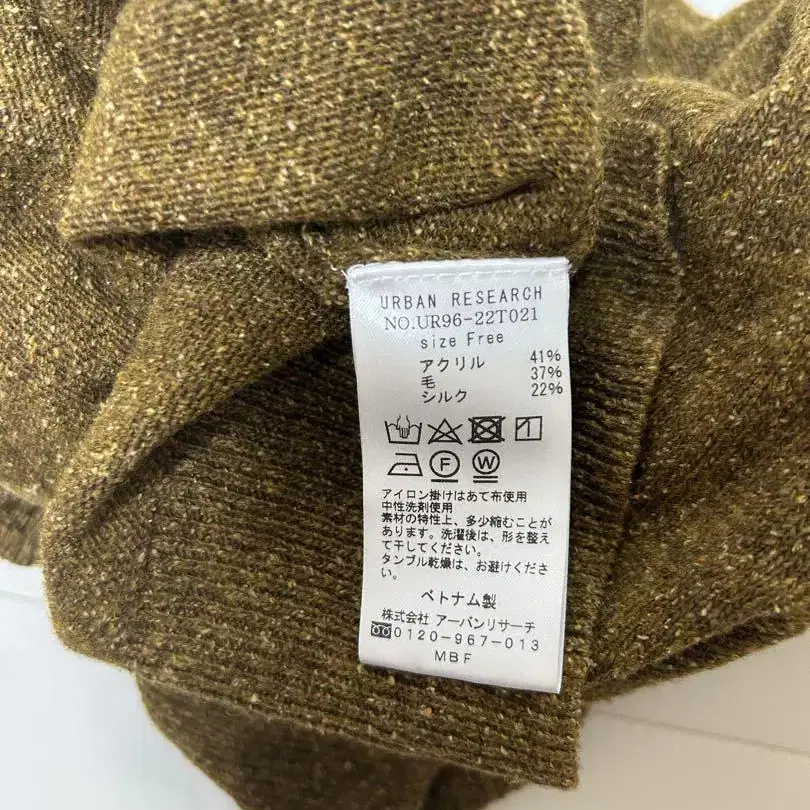 URBAN RESEARCH
NO.UR96-22T021
size Free
アクリル 41%
毛 37%
シルク 22%
F W
アイロン掛けはあて布使用
中性洗剤使用
素材の特性上、多少縮むことが
あります。洗濯後は、形を整え
て干してください。
タンブル乾燥は、お避けくださ
い。
ベトナム製
株式会社 アーバンリサーチ
0120-967-013
MBF